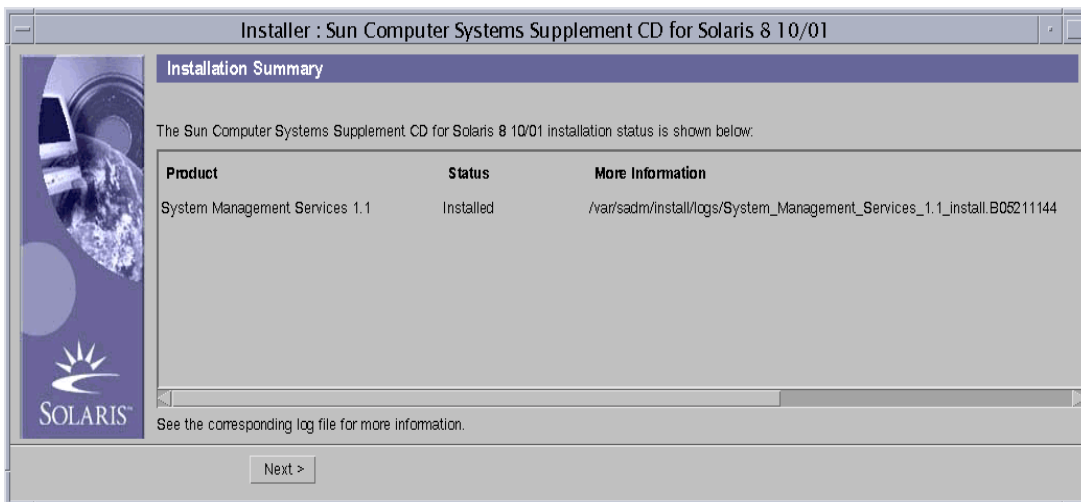 Installer : Sun Computer Systems Supplement CD for Solaris 8 10/01
Installation Summary
The Sun Computer Systems Supplement CD for Solaris 8 10/01 installation status is shown below:
Product Status More Information
System Management Services 1.1 Installed /var/sadm/install/logs/System_Management_Services_1.1_install.B05211144
SOLARIS™
See the corresponding log file for more information.
Next >